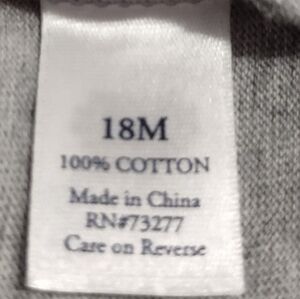 18M
100% COTTON
Made in China
RN#73277
Care on Reverse